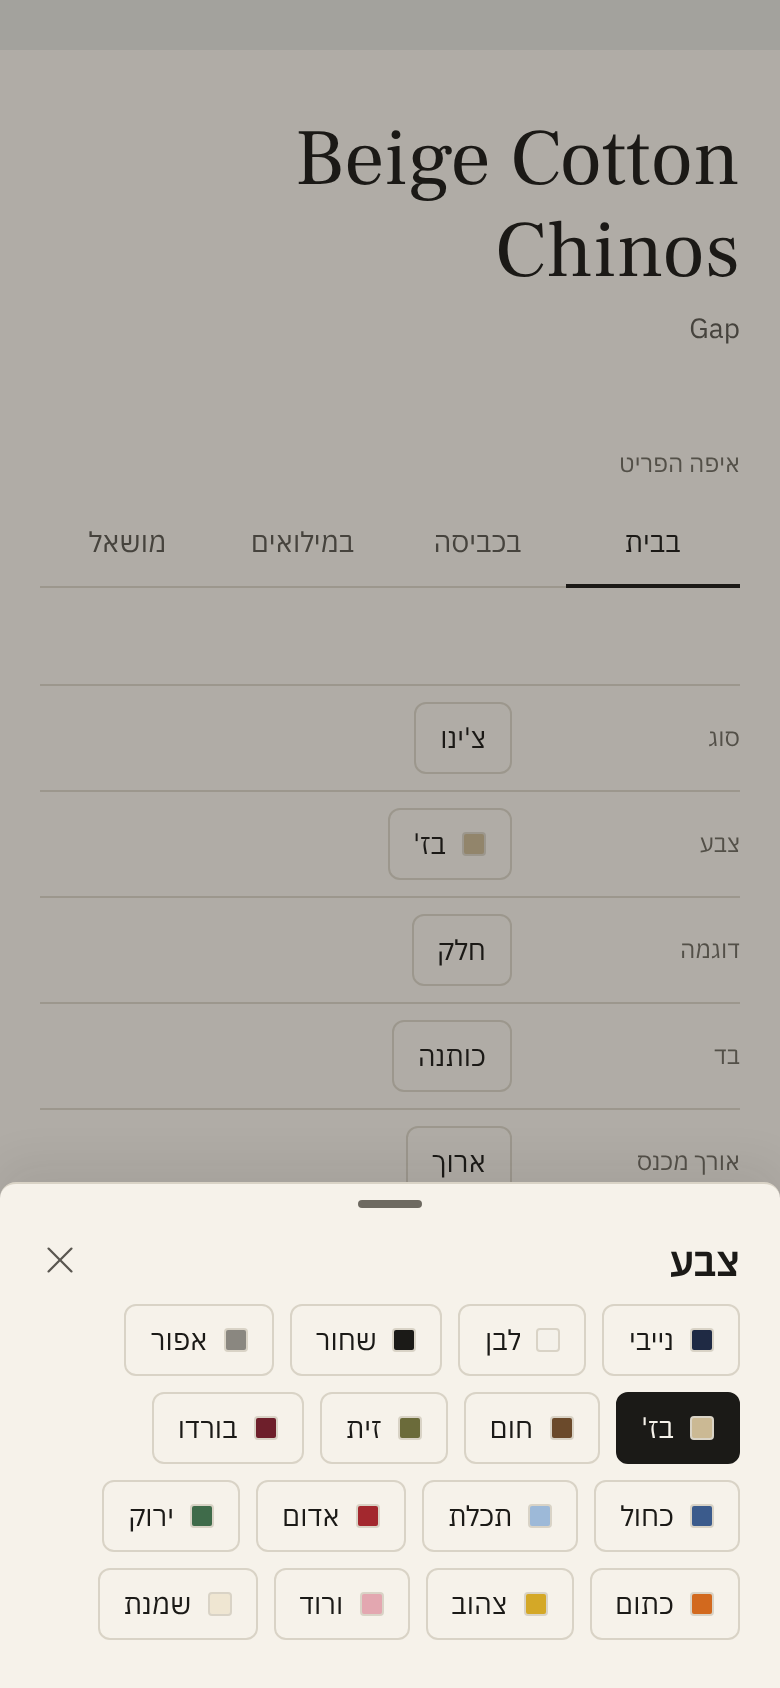 Beige Cotton
Chinos
Gap
איפה הפריט
בבית בכביסה במילואים מושאל
סוג צ'ינו
צבע בז'
דוגמה חלק
בד כותנה
אורך מכנס ארוך
צבע
נייבי לבן שחור אפור
בז' חום זית בורדו
כחול תכלת אדום ירוק
כתום צהוב ורוד שמנת